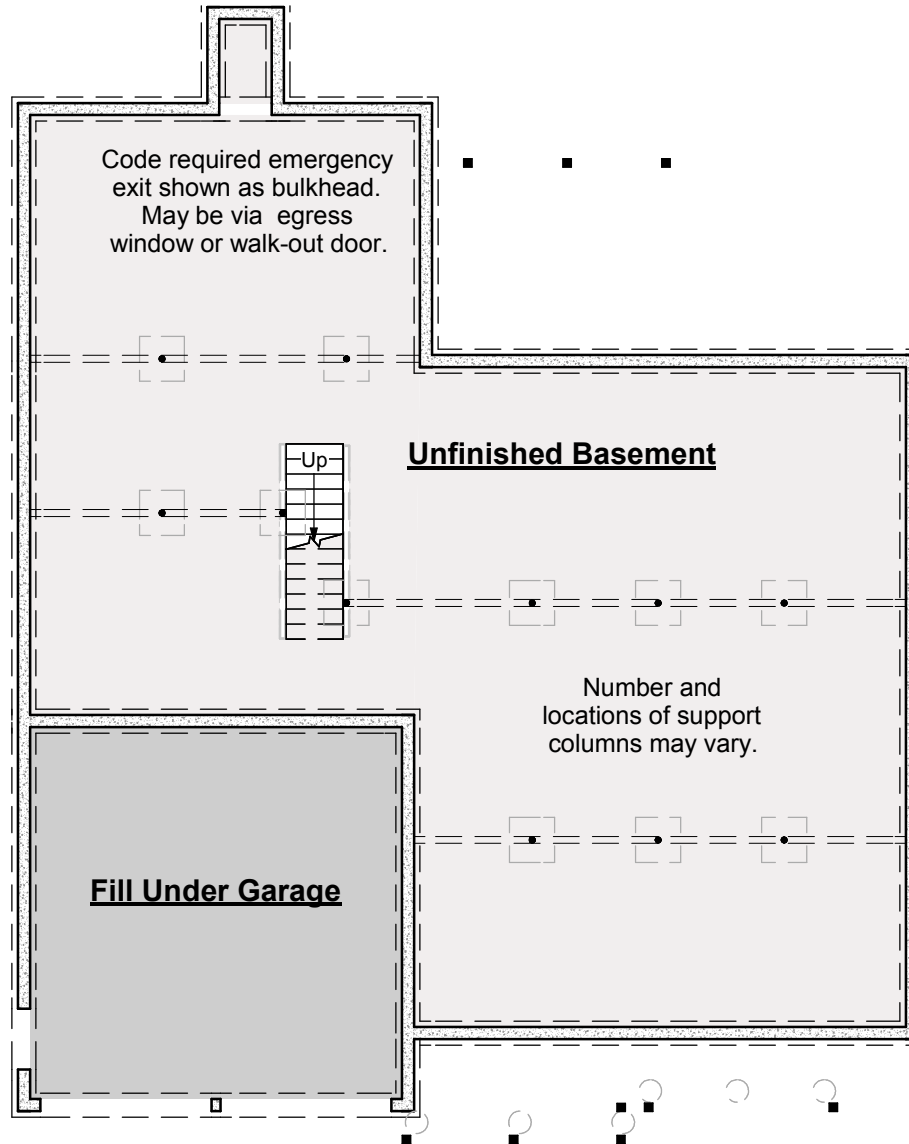 Code required emergency
exit shown as bulkhead.
May be via egress
window or walk-out door.
Up
Unfinished Basement
Number and
locations of support
columns may vary.
Fill Under Garage